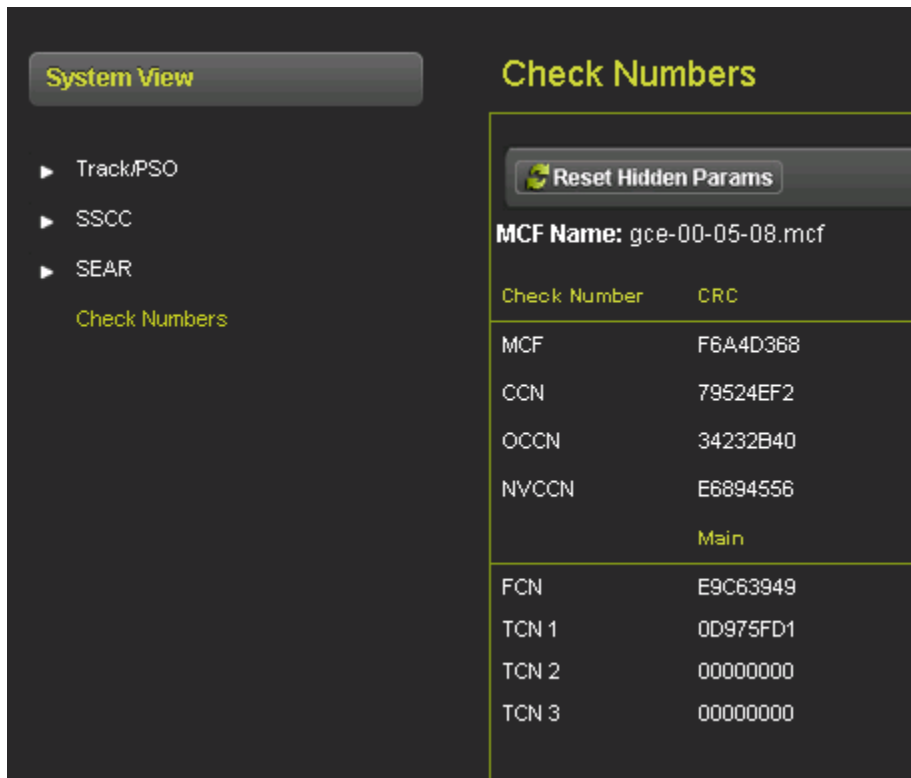 System View
Track/PSO
SSCC
SEAR
Check Numbers
Check Numbers
Reset Hidden Params
MCF Name: gce-00-05-08.mcf
Check Number CRC
MCF F6A4D368
CCN 79524EF2
OCCN 34232B40
NVCCN E6894556
Main
FCN E9C63949
TCN 1 0D975FD1
TCN 2 00000000
TCN 3 00000000